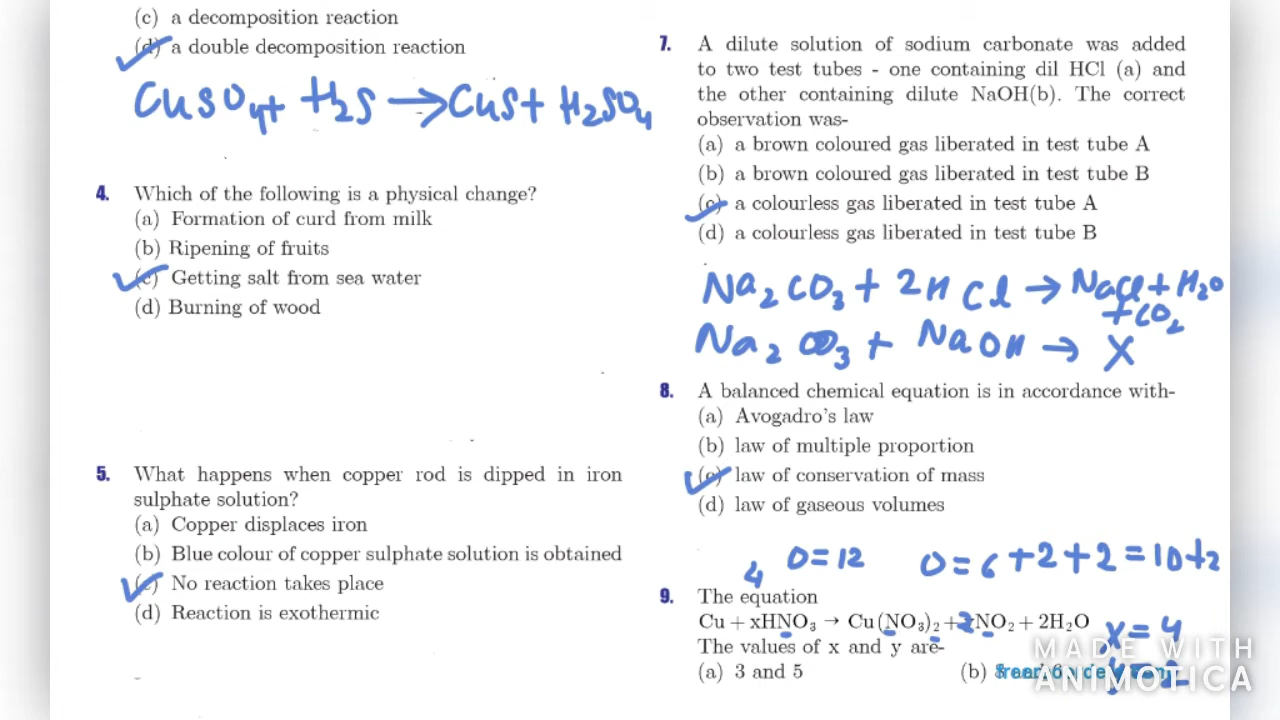 (c) a decomposition reaction
(d) a double decomposition reaction
CuSO4 + H2S → CuS + H2SO4
4. Which of the following is a physical change?
(a) Formation of curd from milk
(b) Ripening of fruits
(c) Getting salt from sea water
(d) Burning of wood
5. What happens when copper rod is dipped in iron
sulphate solution?
(a) Copper displaces iron
(b) Blue colour of copper sulphate solution is obtained
(c) No reaction takes place
(d) Reaction is exothermic
7. A dilute solution of sodium carbonate was added
to two test tubes - one containing dil HCl (a) and
the other containing dilute NaOH(b). The correct
observation was-
(a) a brown coloured gas liberated in test tube A
(b) a brown coloured gas liberated in test tube B
(c) a colourless gas liberated in test tube A
(d) a colourless gas liberated in test tube B
Na2CO3 + 2HCl → NaCl + H2O
+ CO2
Na2CO3 + NaOH → X
8. A balanced chemical equation is in accordance with-
(a) Avogadro's law
(b) law of multiple proportion
(c) law of conservation of mass
(d) law of gaseous volumes
4 O=12 O=6+2+2=10+2
9. The equation
Cu + xHNO3 → Cu(NO3)2 + 2NO2 + 2H2O
x=4
The values of x and y are-
(a) 3 and 5 (b)
MADE WITH
ANIMOTICA